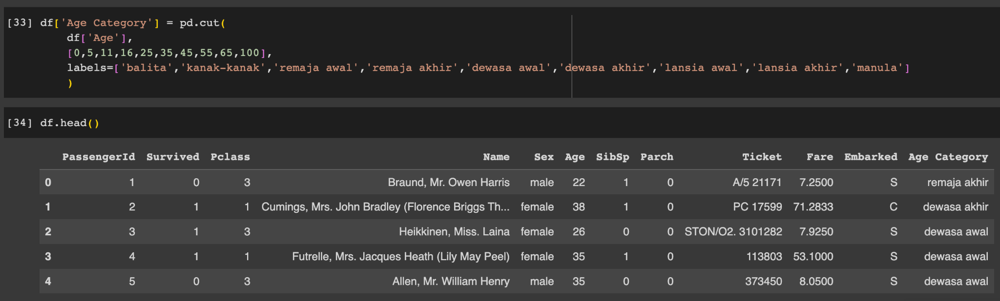 [33] df['Age Category'] = pd.cut(
df['Age'],
[0,5,11,16,25,35,45,55,65,100],
labels=['balita','kanak-kanak','remaja awal','remaja akhir','dewasa awal','dewasa akhir','lansia awal','lansia akhir','manula']
)
[34] df.head()
PassengerId Survived Pclass Name Sex Age SibSp Parch Ticket Fare Embarked Age Category
0 1 0 3 Braund, Mr. Owen Harris male 22 1 0 A/5 21171 7.2500 S remaja akhir
1 2 1 1 Cumings, Mrs. John Bradley (Florence Briggs Th... female 38 1 0 PC 17599 71.2833 C dewasa akhir
2 3 1 3 Heikkinen, Miss. Laina female 26 0 0 STON/O2. 3101282 7.9250 S dewasa awal
3 4 1 1 Futrelle, Mrs. Jacques Heath (Lily May Peel) female 35 1 0 113803 53.1000 S dewasa awal
4 5 0 3 Allen, Mr. William Henry male 35 0 0 373450 8.0500 S dewasa awal